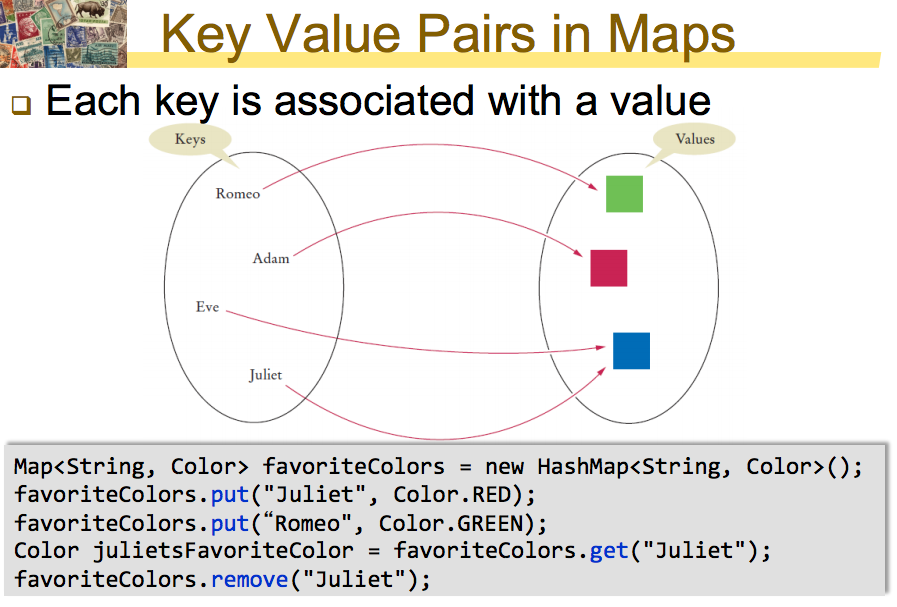 Key Value Pairs in Maps
Each key is associated with a value
Keys
Values
Romeo
Adam
Eve
Juliet
Map<String, Color> favoriteColors = new HashMap<String, Color>();
favoriteColors.put("Juliet", Color.RED);
favoriteColors.put(“Romeo", Color.GREEN);
Color julietsFavoriteColor = favoriteColors.get("Juliet");
favoriteColors.remove("Juliet");